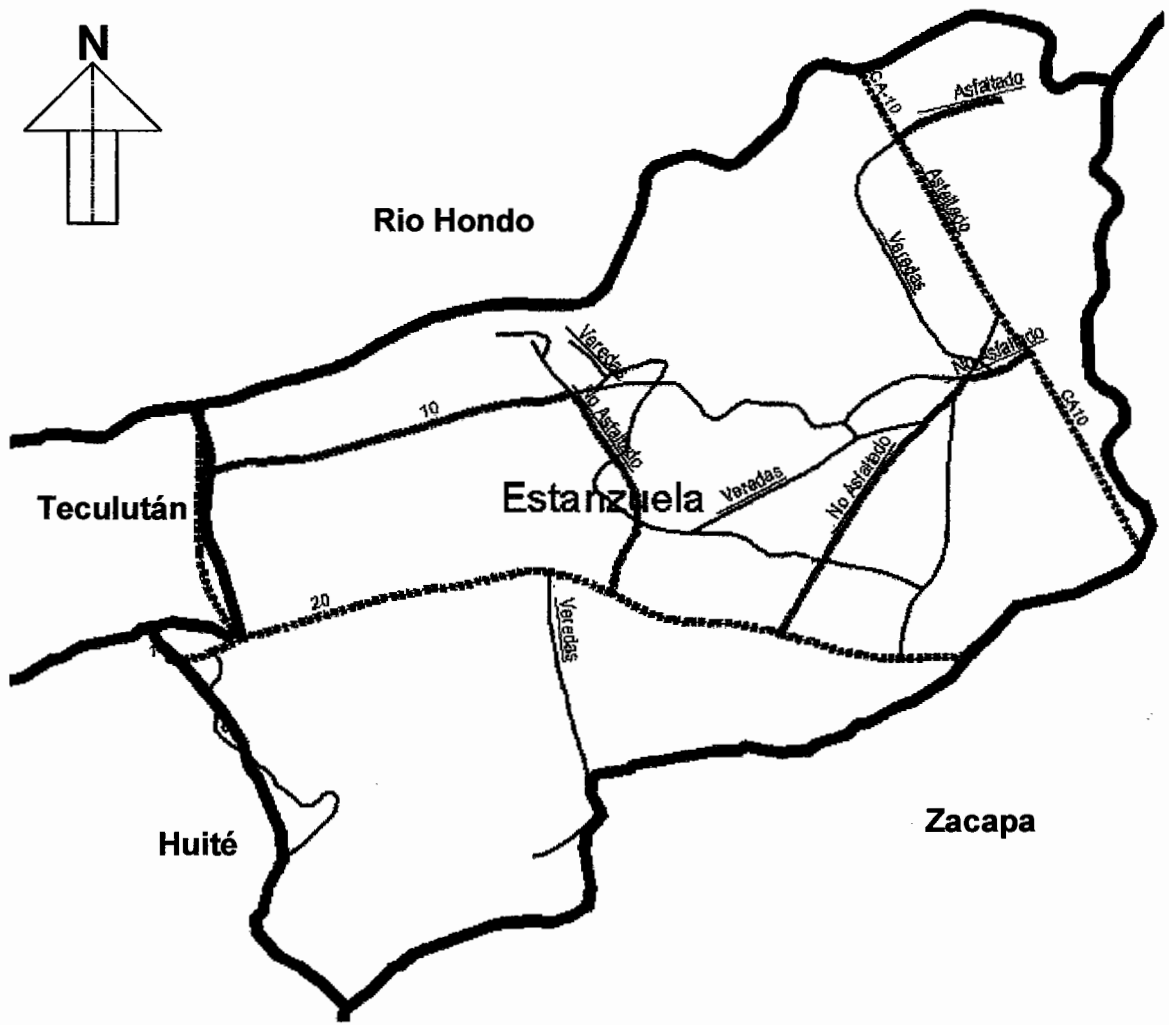 N
CA-10
Asfaltado
Asfaltado
Rio Hondo
Veredas
Veredas
No Asfaltado
No Asfaltado
10
CA10
No Asfaltado
Veredas
Teculután
Estanzuela
20
Veredas
Huité
Zacapa